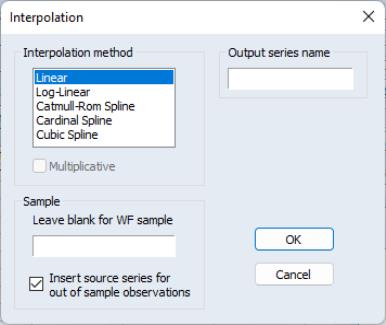 Interpolation
Interpolation method
Linear
Log-Linear
Catmull-Rom Spline
Cardinal Spline
Cubic Spline
Multiplicative
Output series name
Sample
Leave blank for WF sample
Insert source series for
out of sample observations
OK
Cancel